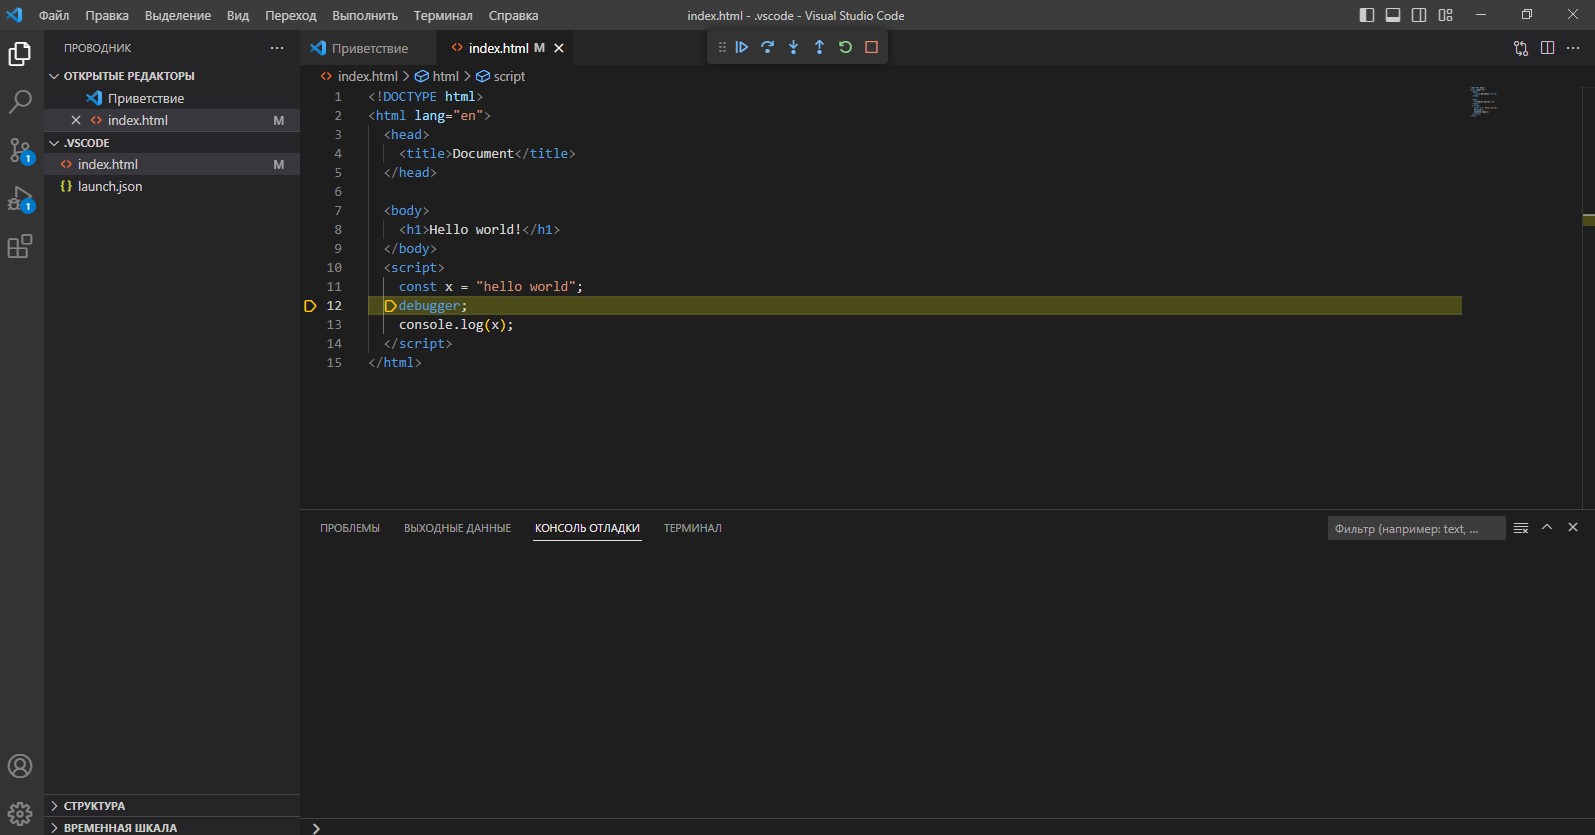 Файл Правка Выделение Вид Переход Выполнить Терминал Справка
index.html - .vscode - Visual Studio Code
ПРОВОДНИК
ОТКРЫТЫЕ РЕДАКТОРЫ
Приветствие
index.html M
.VSCODE
index.html M
launch.json
1
1
СТРУКТУРА
ВРЕМЕННАЯ ШКАЛА
Приветствие
index.html M
index.html > html > script
1 <!DOCTYPE html>
2 <html lang="en">
3 <head>
4 <title>Document</title>
5 </head>
6
7 <body>
8 <h1>Hello world!</h1>
9 </body>
10 <script>
11 const x = "hello world";
12 debugger;
13 console.log(x);
14 </script>
15 </html>
ПРОБЛЕМЫ ВЫХОДНЫЕ ДАННЫЕ КОНСОЛЬ ОТЛАДКИ ТЕРМИНАЛ
Фильтр (например: text, ...